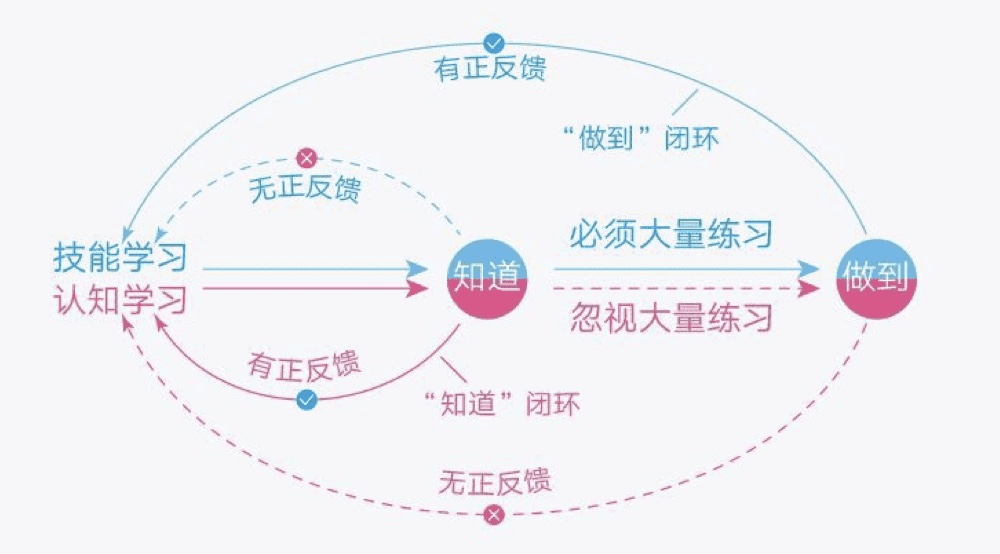 有正反馈
“做到”闭环
无正反馈
必须大量练习
技能学习
知道
做到
认知学习
忽视大量练习
有正反馈
“知道”闭环
无正反馈